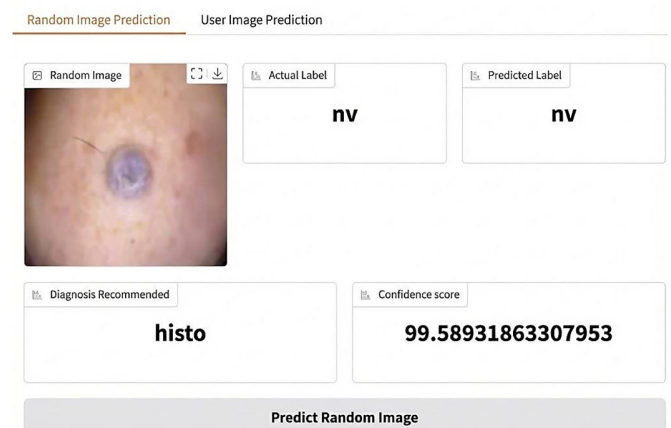 Random Image Prediction
User Image Prediction
Random Image
Actual Label
Predicted Label
nv
nv
Diagnosis Recommended
Confidence score
histo
99.58931863307953
Predict Random Image